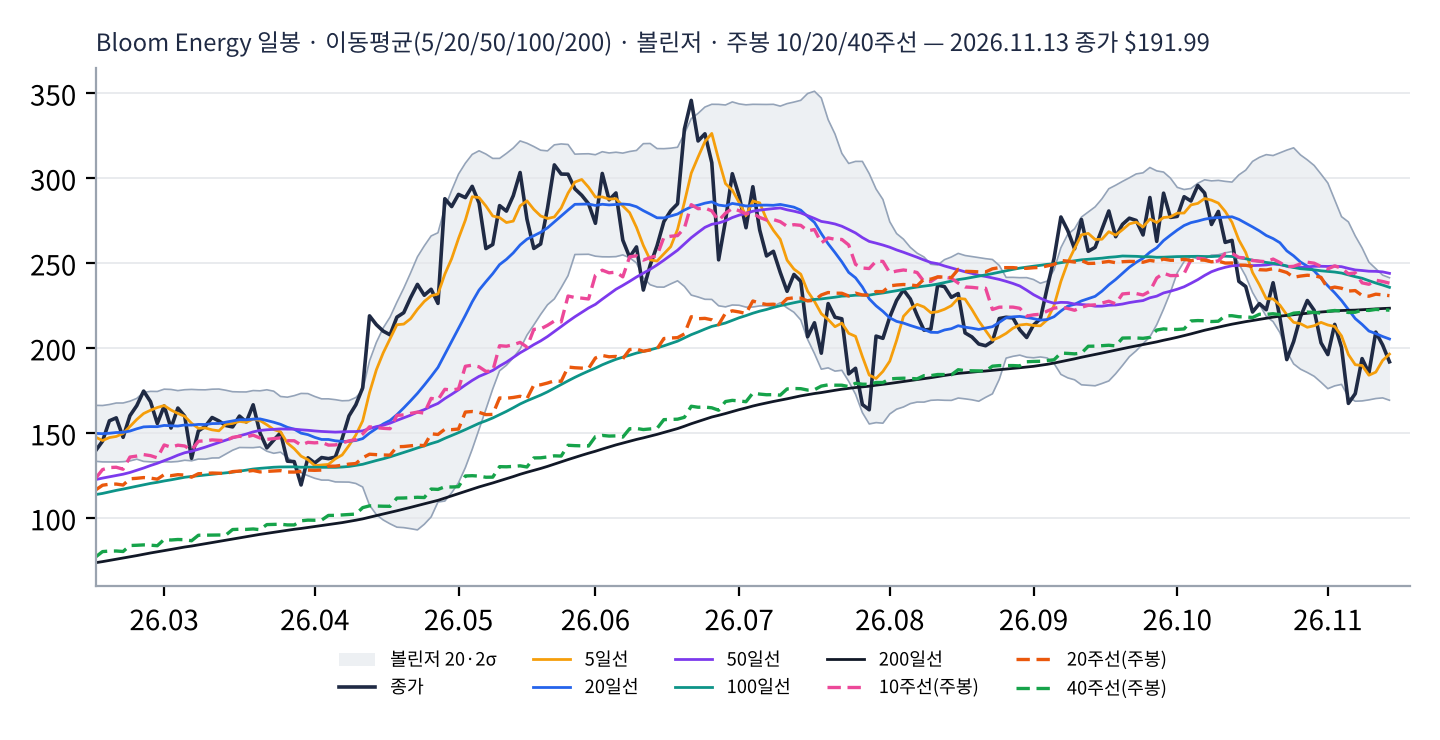 Bloom Energy 일봉 · 이동평균(5/20/50/100/200) · 볼린저 · 주봉 10/20/40주선 — 2026.11.13 종가 $191.99
350
300
250
200
150
100
26.03 26.04 26.05 26.06 26.07 26.08 26.09 26.10 26.11
볼린저 20·2σ 5일선 50일선 200일선 20주선(주봉)
종가 20일선 100일선 10주선(주봉) 40주선(주봉)